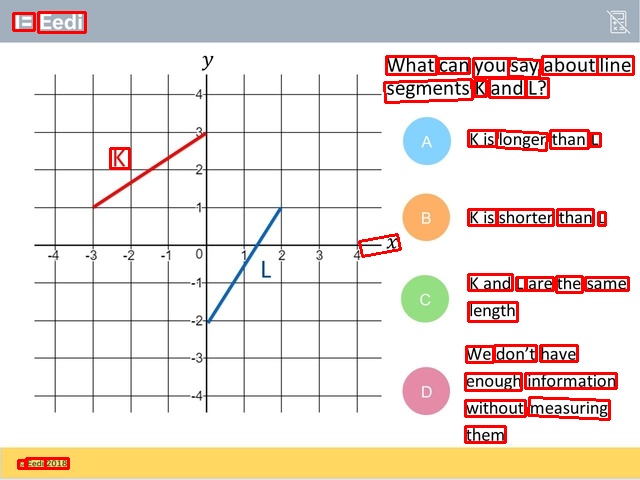 Eedi
What can you say about line
segments K and L?
y
4
3
2
1
0
-4 -3 -2 -1 1 2 3 4 x
-1
-2
-3
-4
K
L
A K is longer than L
B K is shorter than L
C K and L are the same
length
D We don't have
enough information
without measuring
them
© Eedi 2018